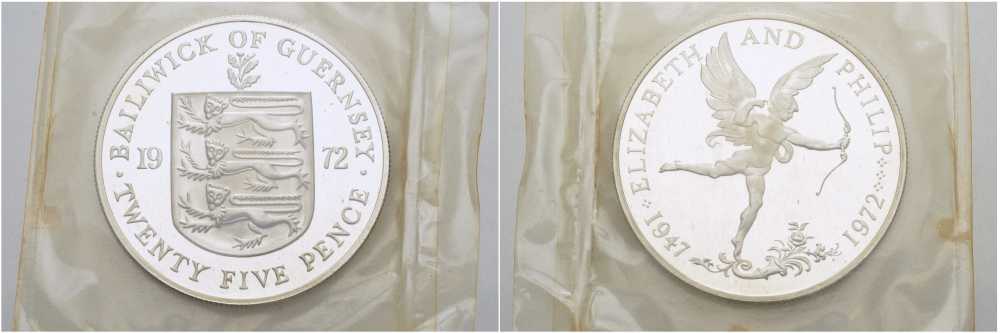 · BAILIWICK OF GUERNSEY ·
19 72
TWENTY FIVE PENCE
· ELIZABETH AND PHILIP ·
1947 1972